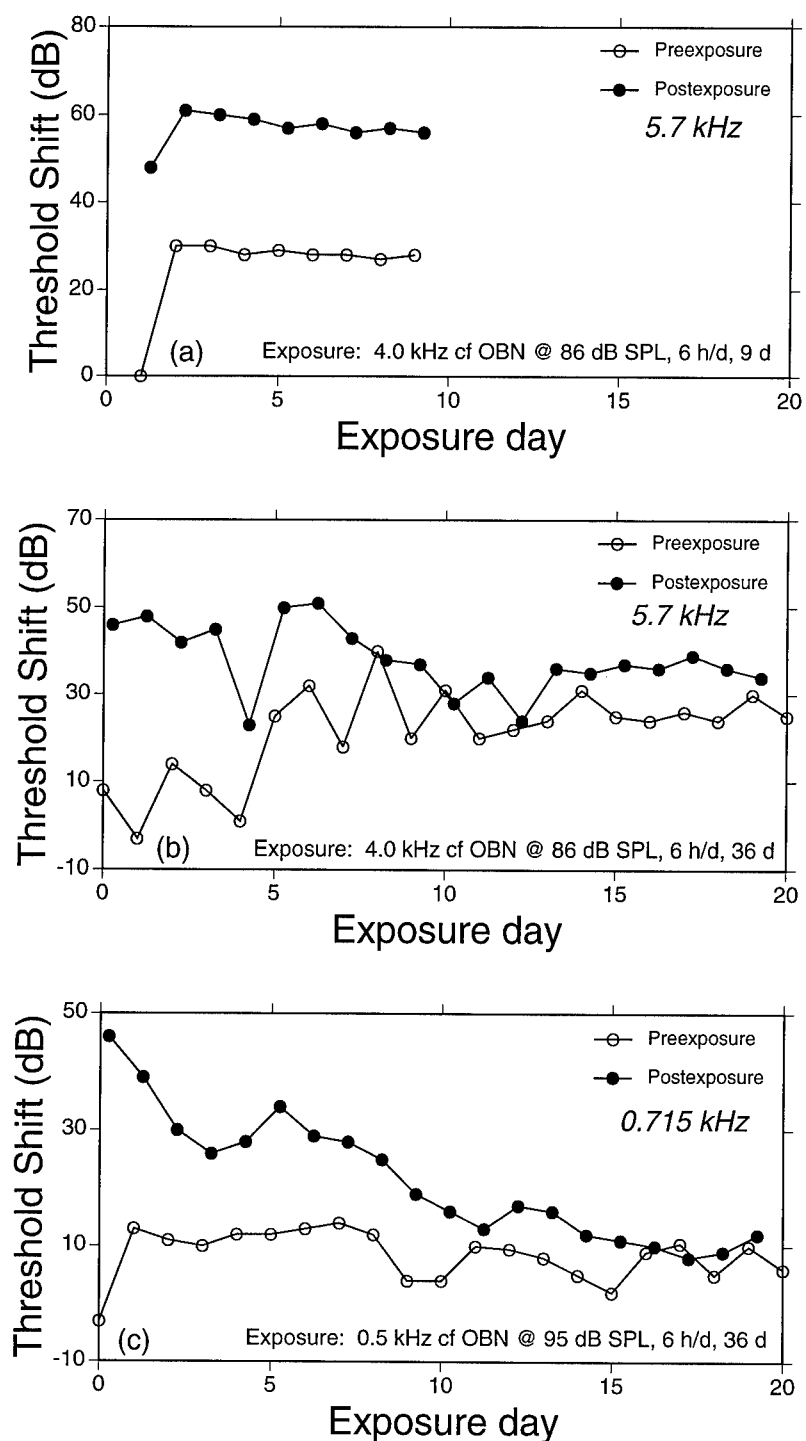 80
60
40
20
0
Threshold Shift (dB)
Preexposure
Postexposure
5.7 kHz
(a) Exposure: 4.0 kHz cf OBN @ 86 dB SPL, 6 h/d, 9 d
0 5 10 15 20
Exposure day
70
50
30
10
-10
Threshold Shift (dB)
Preexposure
Postexposure
5.7 kHz
(b) Exposure: 4.0 kHz cf OBN @ 86 dB SPL, 6 h/d, 36 d
0 5 10 15 20
Exposure day
50
30
10
-10
Threshold Shift (dB)
Preexposure
Postexposure
0.715 kHz
(c) Exposure: 0.5 kHz cf OBN @ 95 dB SPL, 6 h/d, 36 d
0 5 10 15 20
Exposure day